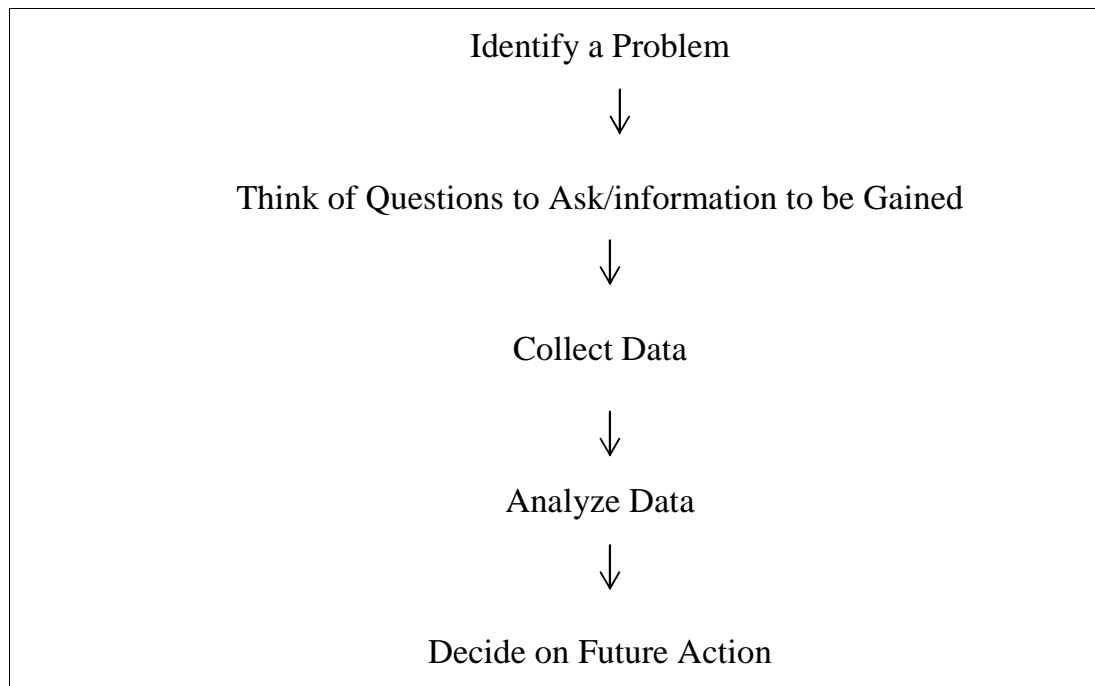 Identify a Problem
Think of Questions to Ask/information to be Gained
Collect Data
Analyze Data
Decide on Future Action